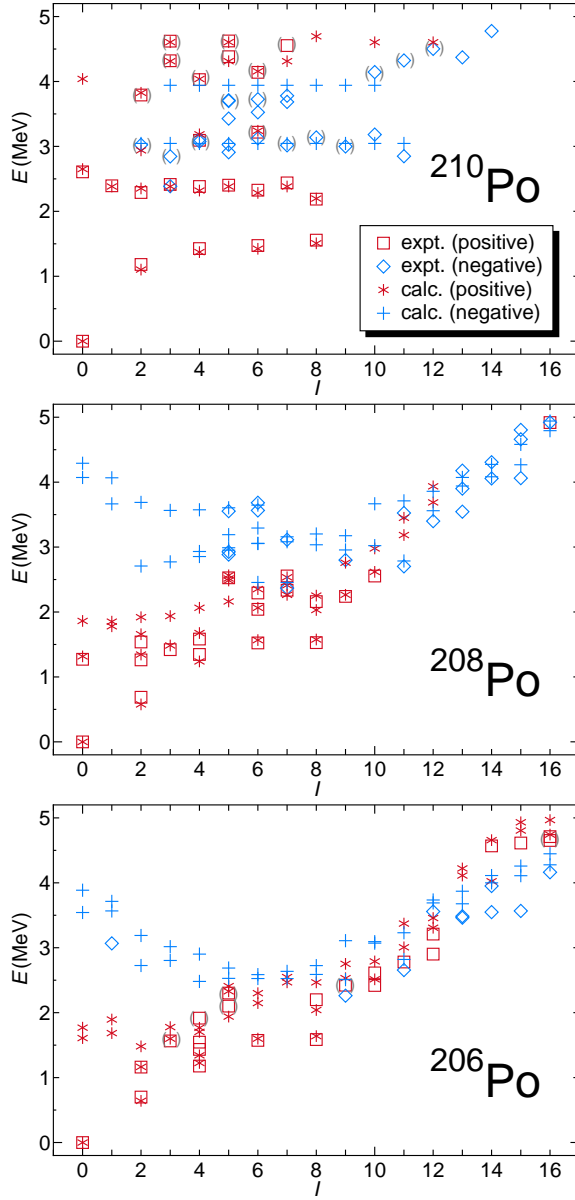 5
4
3
2
1
0
E (MeV)
210Po
expt. (positive)
expt. (negative)
calc. (positive)
calc. (negative)
0 2 4 6 8 10 12 14 16
I
5
4
3
2
1
0
E (MeV)
208Po
0 2 4 6 8 10 12 14 16
I
5
4
3
2
1
0
E (MeV)
206Po
0 2 4 6 8 10 12 14 16
I